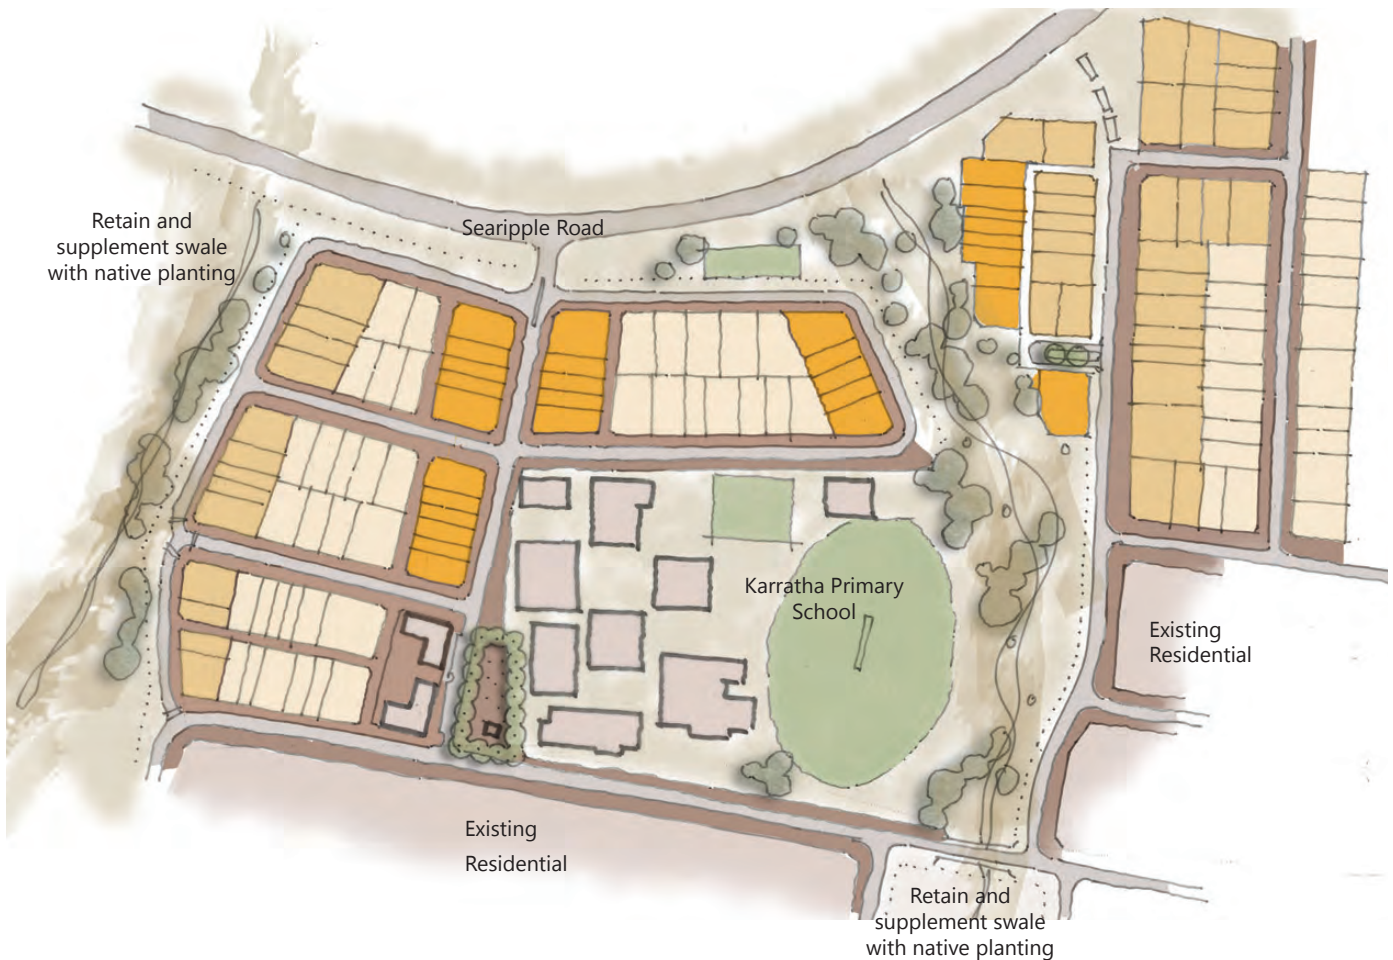 Retain and
supplement swale
with native planting
Searipple Road
Karratha Primary
School
Existing
Residential
Existing
Residential
Retain and
supplement swale
with native planting